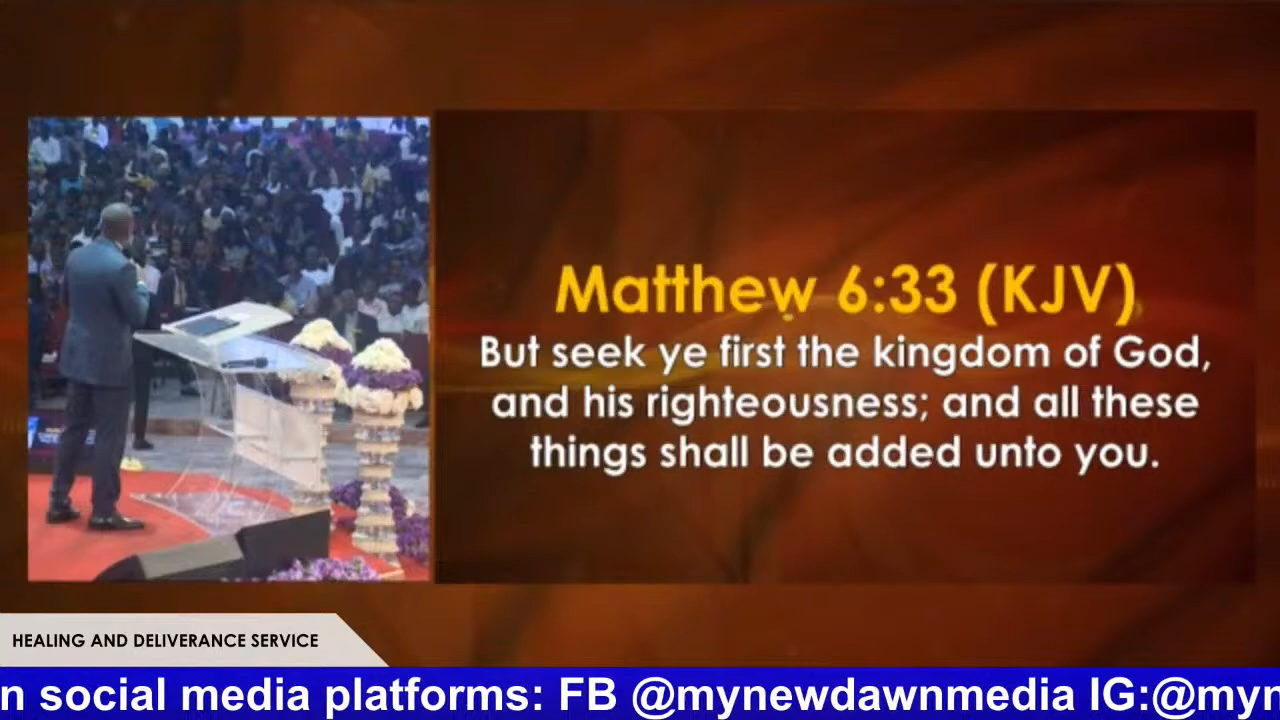 Matthew 6:33 (KJV)
But seek ye first the kingdom of God,
and his righteousness; and all these
things shall be added unto you.
HEALING AND DELIVERANCE SERVICE
n social media platforms: FB @mynewdawnmedia IG:@myn